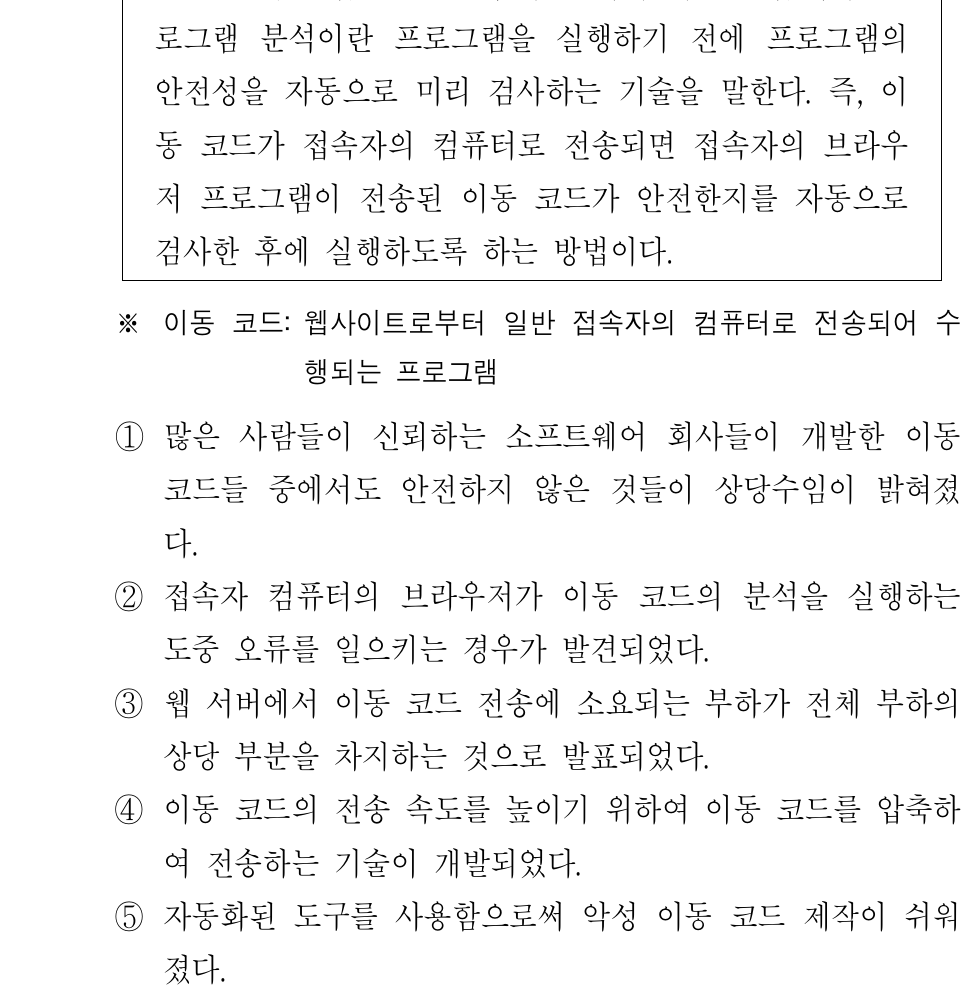 로그램 분석이란 프로그램을 실행하기 전에 프로그램의
안전성을 자동으로 미리 검사하는 기술을 말한다. 즉, 이
동 코드가 접속자의 컴퓨터로 전송되면 접속자의 브라우
저 프로그램이 전송된 이동 코드가 안전한지를 자동으로
검사한 후에 실행하도록 하는 방법이다.
※ 이동 코드: 웹사이트로부터 일반 접속자의 컴퓨터로 전송되어 수
행되는 프로그램
① 많은 사람들이 신뢰하는 소프트웨어 회사들이 개발한 이동
코드들 중에서도 안전하지 않은 것들이 상당수임이 밝혀졌
다.
② 접속자 컴퓨터의 브라우저가 이동 코드의 분석을 실행하는
도중 오류를 일으키는 경우가 발견되었다.
③ 웹 서버에서 이동 코드 전송에 소요되는 부하가 전체 부하의
상당 부분을 차지하는 것으로 발표되었다.
④ 이동 코드의 전송 속도를 높이기 위하여 이동 코드를 압축하
여 전송하는 기술이 개발되었다.
⑤ 자동화된 도구를 사용함으로써 악성 이동 코드 제작이 쉬워
졌다.